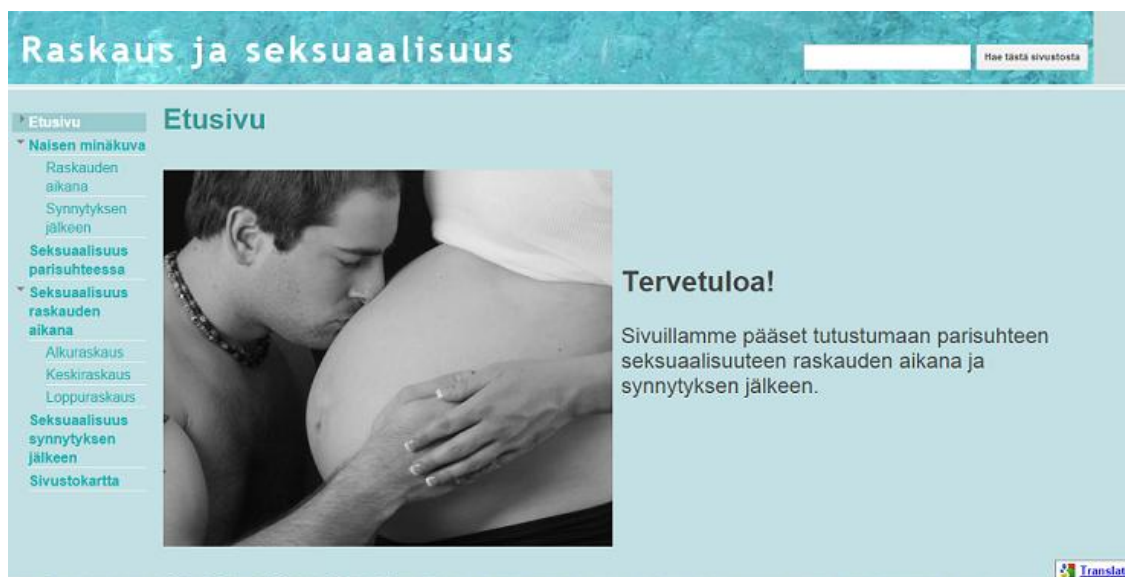 Raskaus ja seksuaalisuus
Hae tästä sivustosta
Etusivu
Naisen minäkuva
Raskauden
aikana
Synnytyksen
jälkeen
Seksuaalisuus
parisuhteessa
Seksuaalisuus
raskauden
aikana
Alkuraskaus
Keskiraskaus
Loppuraskaus
Seksuaalisuus
synnytyksen
jälkeen
Sivustokartta
Etusivu
Tervetuloa!
Sivuillamme pääset tutustumaan parisuhteen
seksuaalisuuteen raskauden aikana ja
synnytyksen jälkeen.
Translat